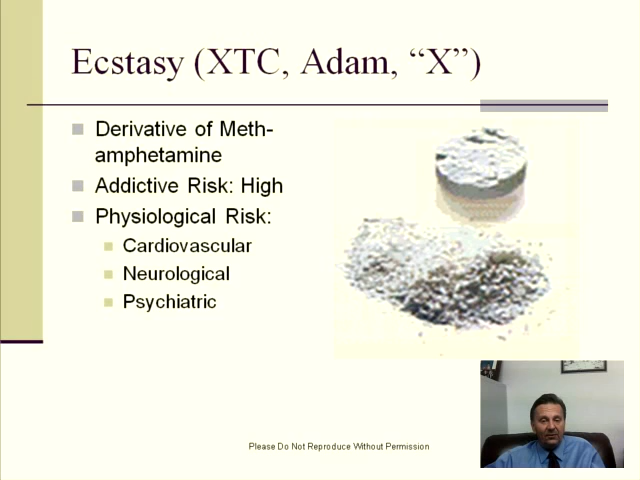 Ecstasy (XTC, Adam, “X”)
Derivative of Meth-
amphetamine
Addictive Risk: High
Physiological Risk:
Cardiovascular
Neurological
Psychiatric
Please Do Not Reproduce Without Permission